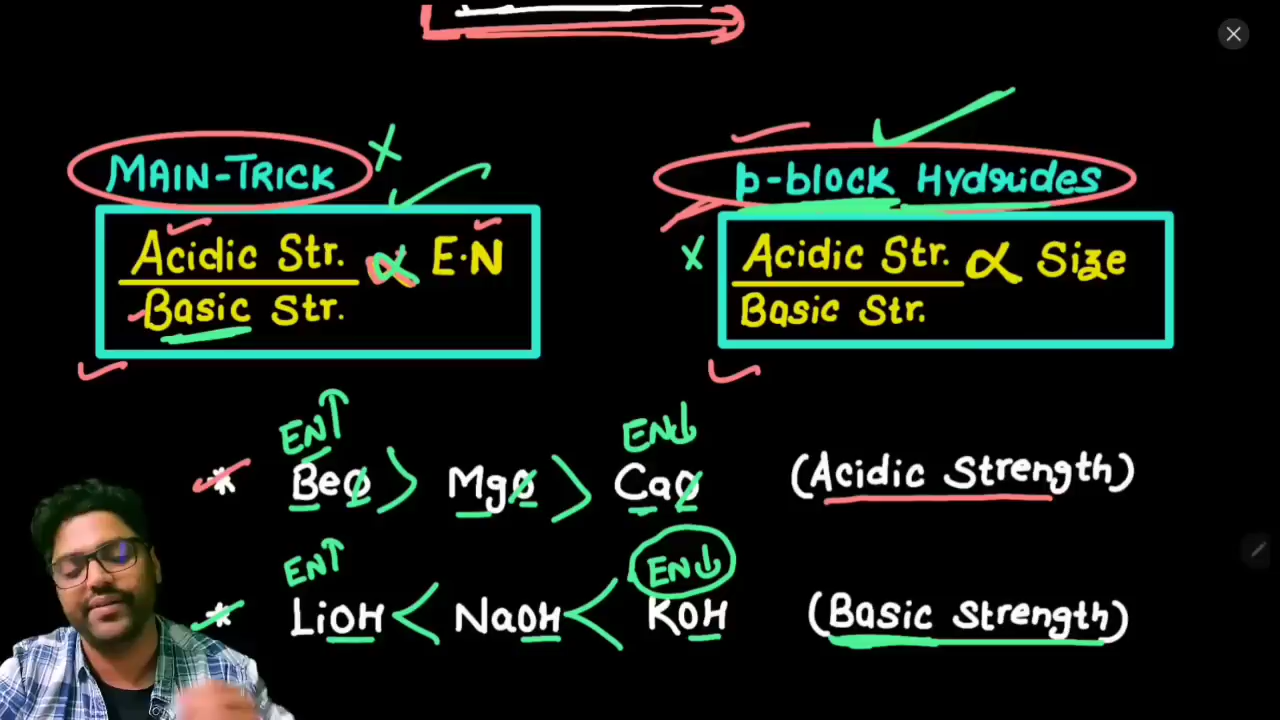 MAIN-TRICK X
p-block Hydrides
Acidic Str. ∝ E·N
Basic Str.
X Acidic Str. ∝ Size
Basic Str.
EN↑ EN↓
* BeO > MgO > CaO (Acidic Strength)
EN↑ EN↓
* LiOH < NaOH < KOH (Basic Strength)